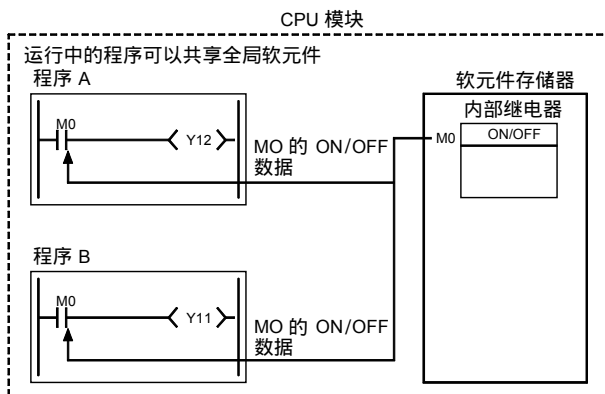 CPU 模块
运行中的程序可以共享全局软元件
程序 A
M0
Y12
MO 的 ON/OFF
数据
程序 B
M0
Y11
MO 的 ON/OFF
数据
软元件存储器
内部继电器
M0
ON/OFF